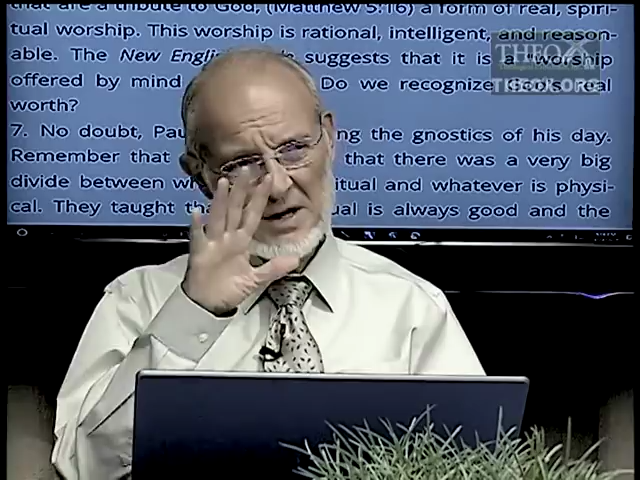 that are a tribute to God, (Matthew 5:16) a form of real, spiri-
tual worship. This worship is rational, intelligent, and reason-
able. The New Engli suggests that it is a "worship
offered by mind Do we recognize God's real
worth?
7. No doubt, Pau ng the gnostics of his day.
Remember that that there was a very big
divide between wh itual and whatever is physi-
cal. They taught tha ual is always good and the
THEOX